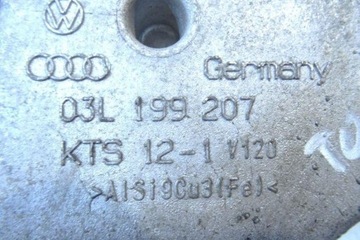 Germany
03L 199 207
KTS 12-1 V120
>AlSi9Cu3(Fe)<